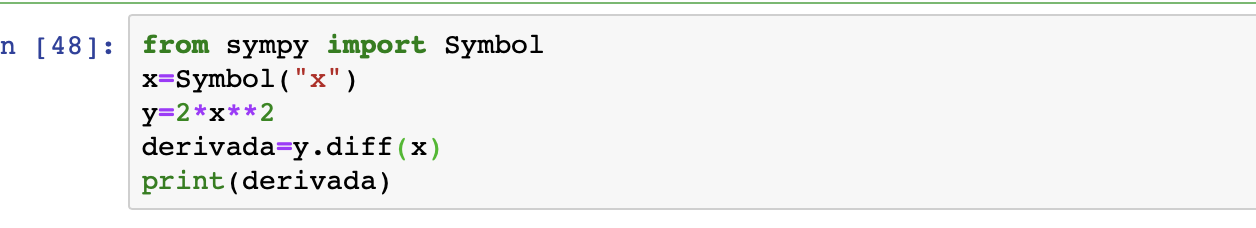 n [48]: from sympy import Symbol
x=Symbol("x")
y=2*x**2
derivada=y.diff(x)
print(derivada)